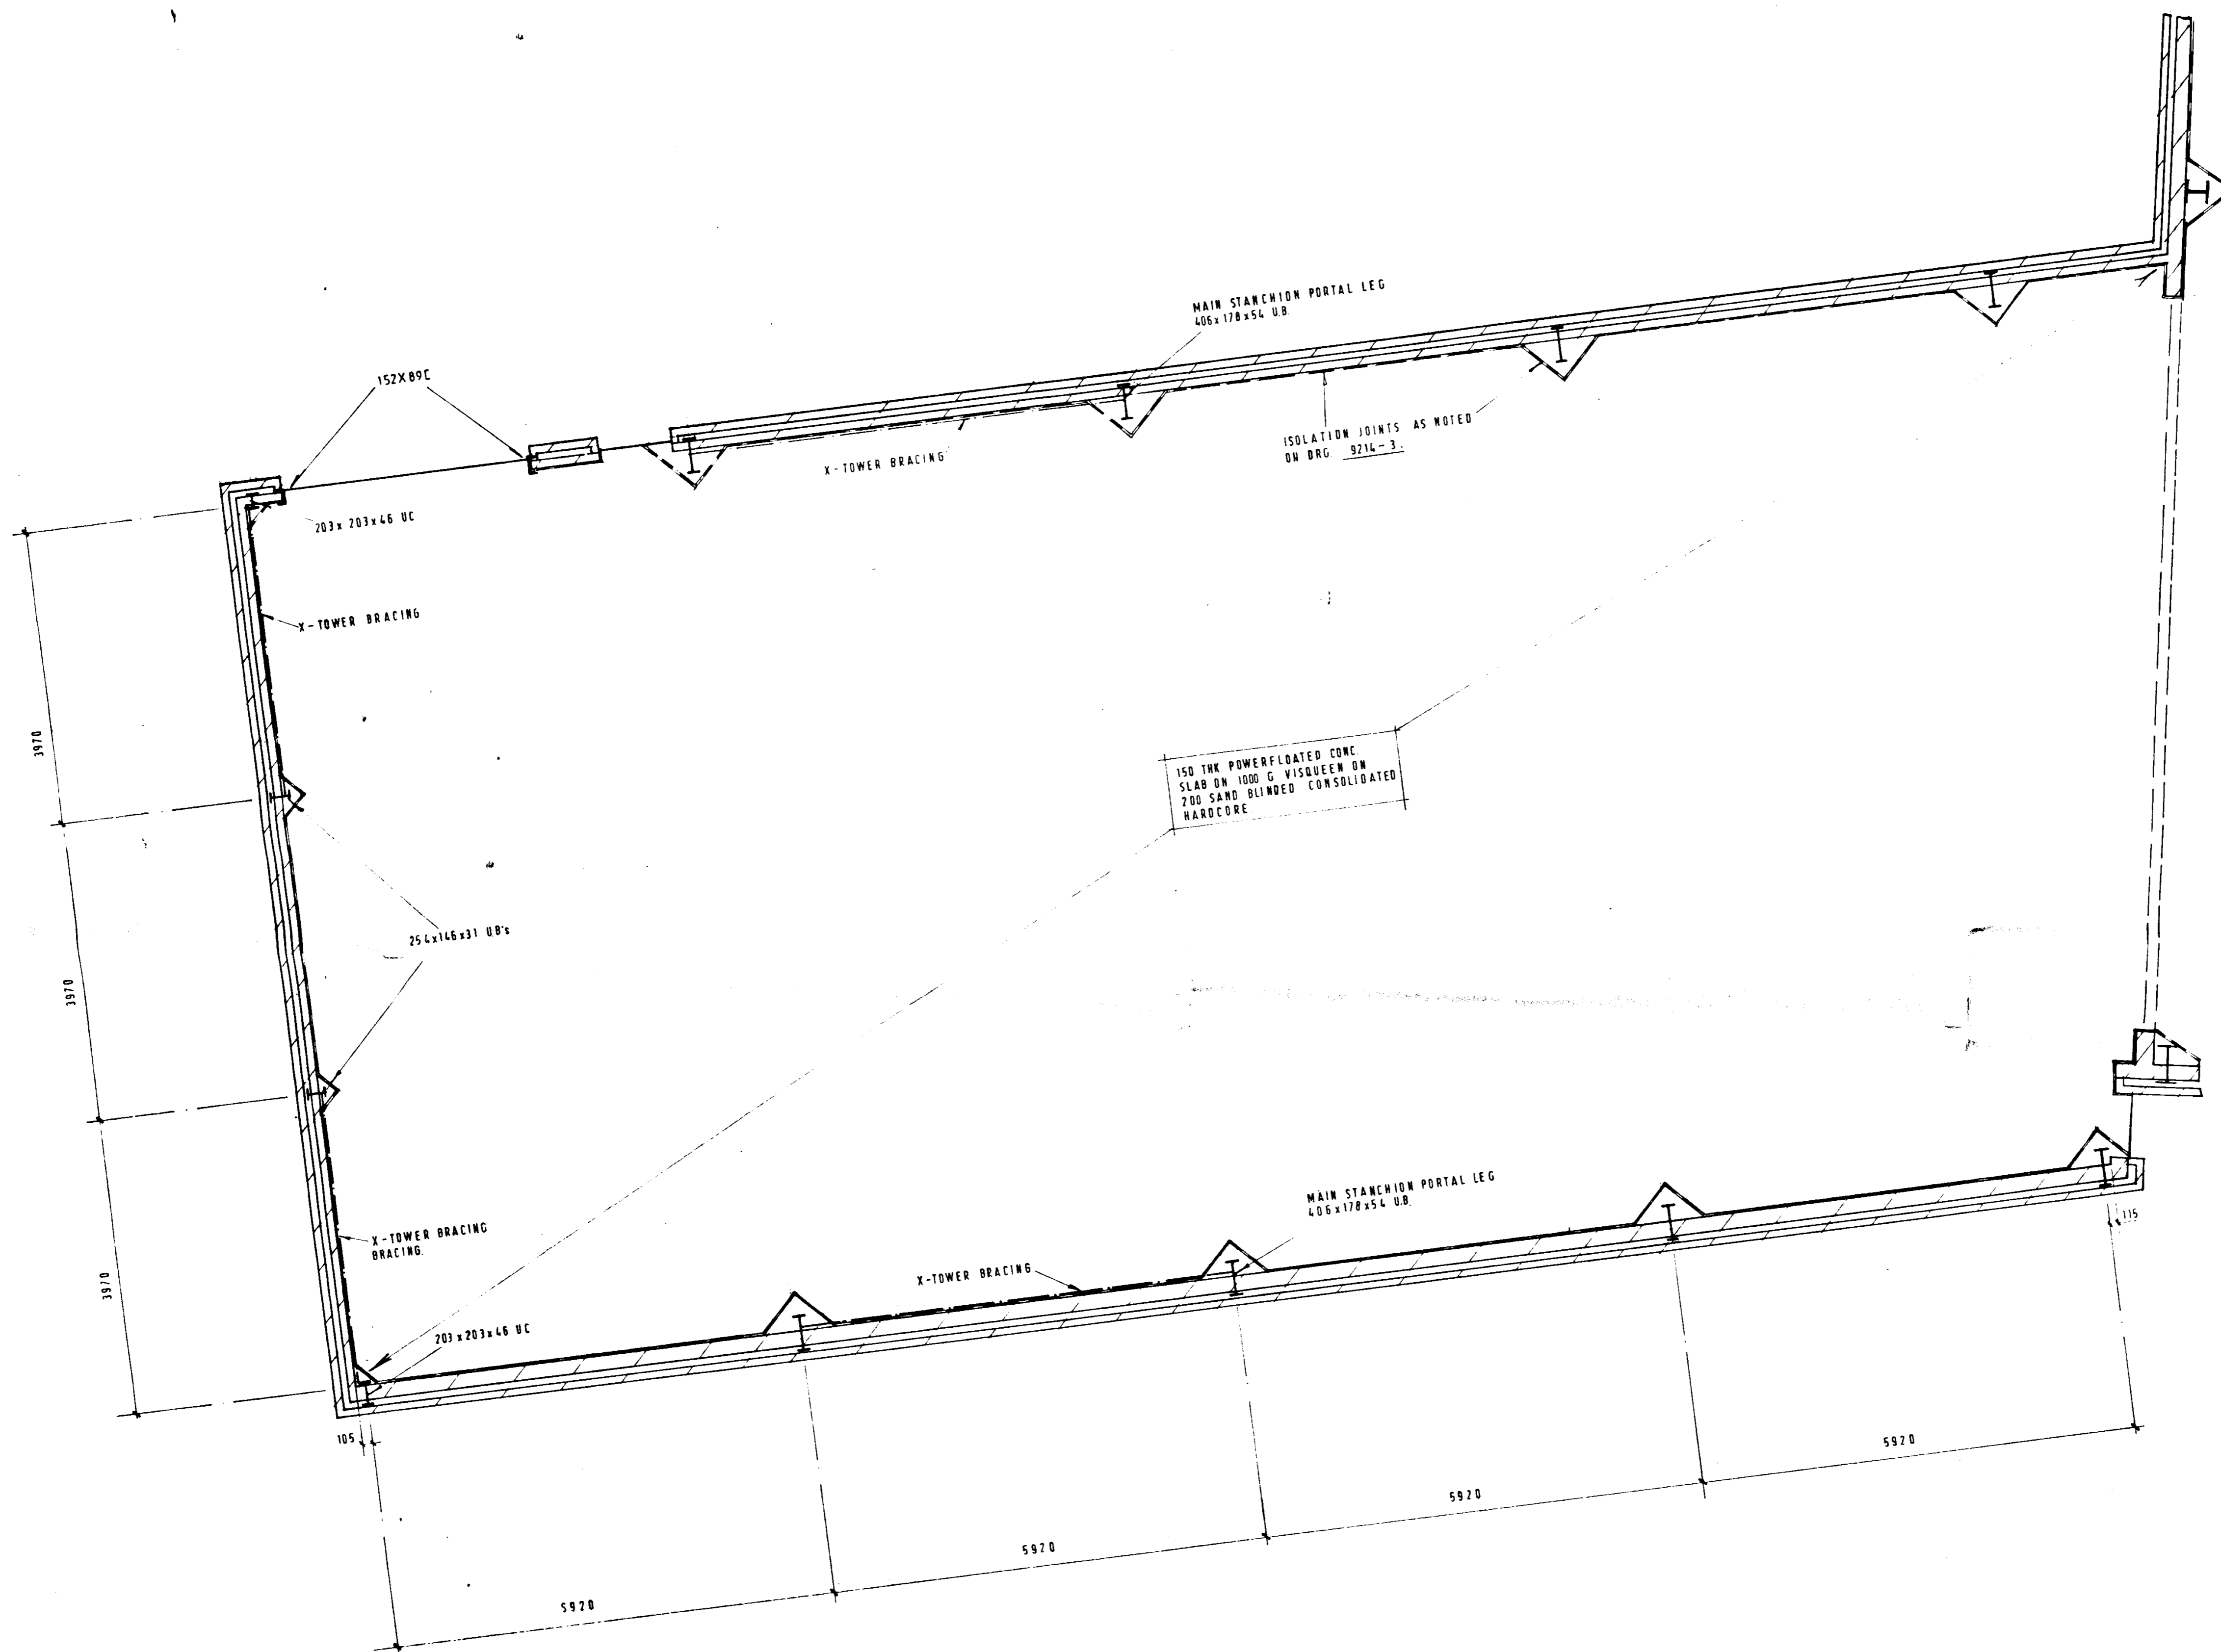 MAIN STANCHION PORTAL LEG
406x178x54 U.B.
152X89[
ISOLATION JOINTS AS NOTED
ON DRG. 9214-3.
X-TOWER BRACING
203x203x46 UC
X-TOWER BRACING
3970
150 THK POWERFLOATED CONC.
SLAB ON 1000 G VISQUEEN ON
200 SAND BLINDED CONSOLIDATED
HARDCORE
254x146x31 UB's
3970
MAIN STANCHION PORTAL LEG
406x178x54 U.B.
115
X-TOWER BRACING
BRACING.
X-TOWER BRACING
3970
203x203x46 UC
105
5920
5920
5920
5920